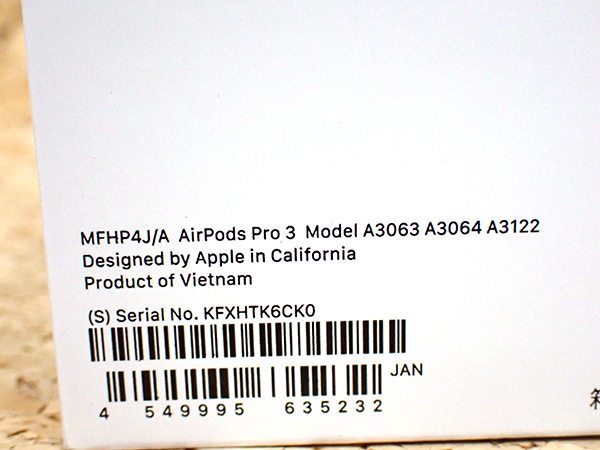 MFHP4J/A AirPods Pro 3 Model A3063 A3064 A3122
Designed by Apple in California
Product of Vietnam
(S) Serial No. KFXHTK6CK0
JAN
4 549995 635232